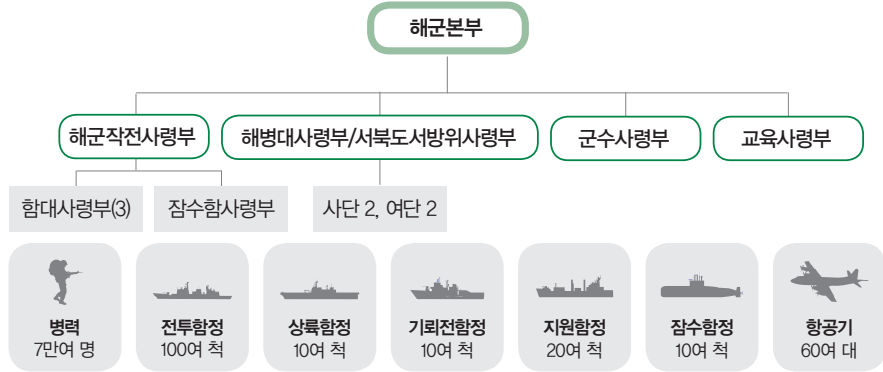 해군본부
해군작전사령부
해병대사령부/서북도서방위사령부
군수사령부
교육사령부
함대사령부(3)
잠수함사령부
사단 2, 여단 2
병력
7만여 명
전투함정
100여 척
상륙함정
10여 척
기뢰전함정
10여 척
지원함정
20여 척
잠수함정
10여 척
항공기
60여 대